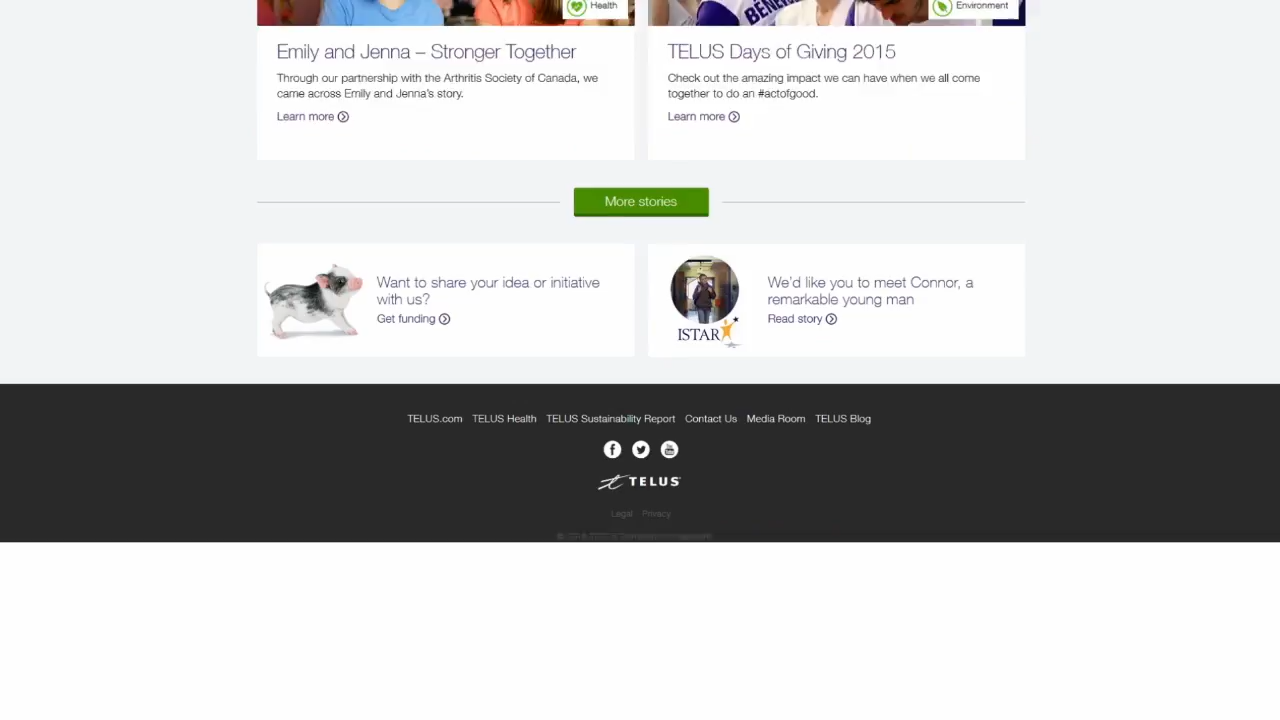 Health
Environment
BÉNÉ
Emily and Jenna – Stronger Together
Through our partnership with the Arthritis Society of Canada, we
came across Emily and Jenna's story.
Learn more
TELUS Days of Giving 2015
Check out the amazing impact we can have when we all come
together to do an #actofgood.
Learn more
More stories
Want to share your idea or initiative
with us?
Get funding
ISTAR
We'd like you to meet Connor, a
remarkable young man
Read story
TELUS.com TELUS Health TELUS Sustainability Report Contact Us Media Room TELUS Blog
You Tube
TELUS
Legal Privacy